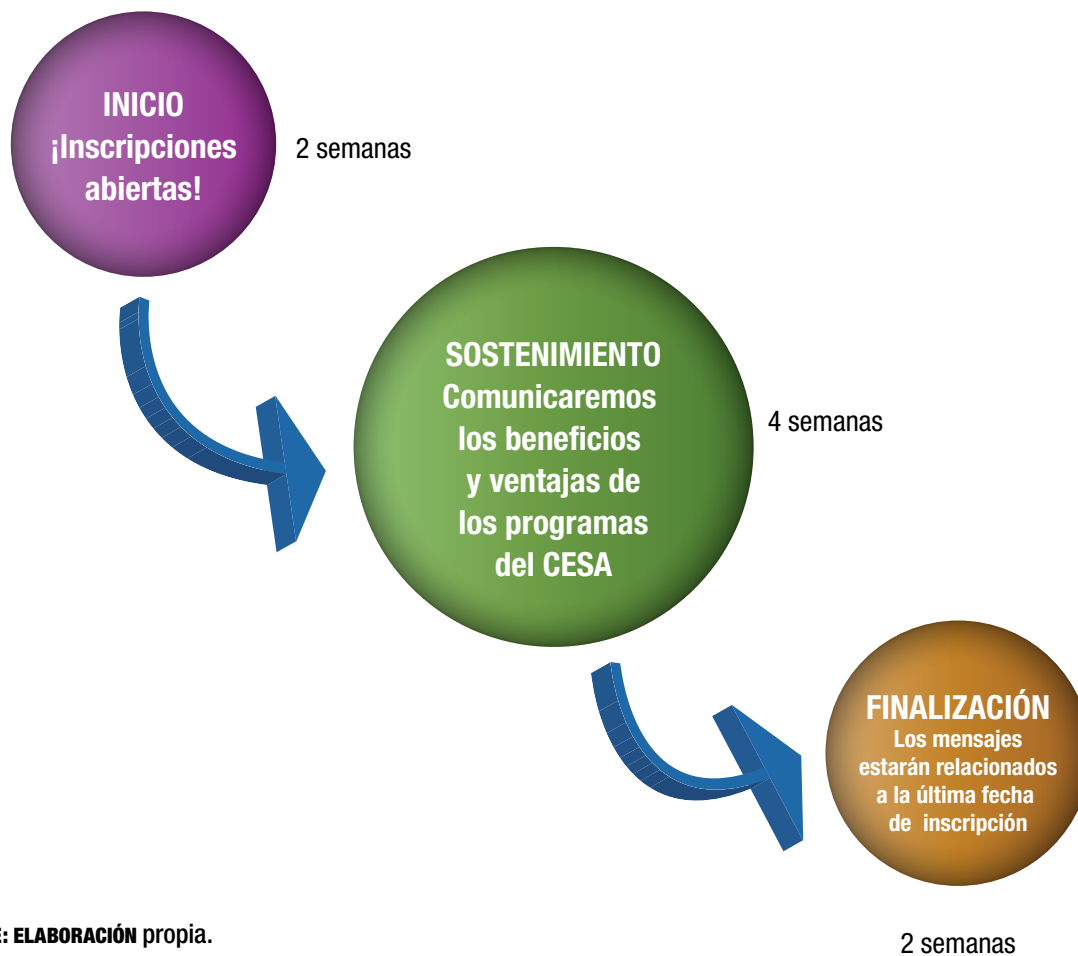 INICIO
¡Inscripciones
abiertas!
2 semanas
SOSTENIMIENTO
Comunicaremos
los beneficios
y ventajas de
los programas
del CESA
4 semanas
FINALIZACIÓN
Los mensajes
estarán relacionados
a la última fecha
de inscripción
2 semanas
: ELABORACIÓN propia.